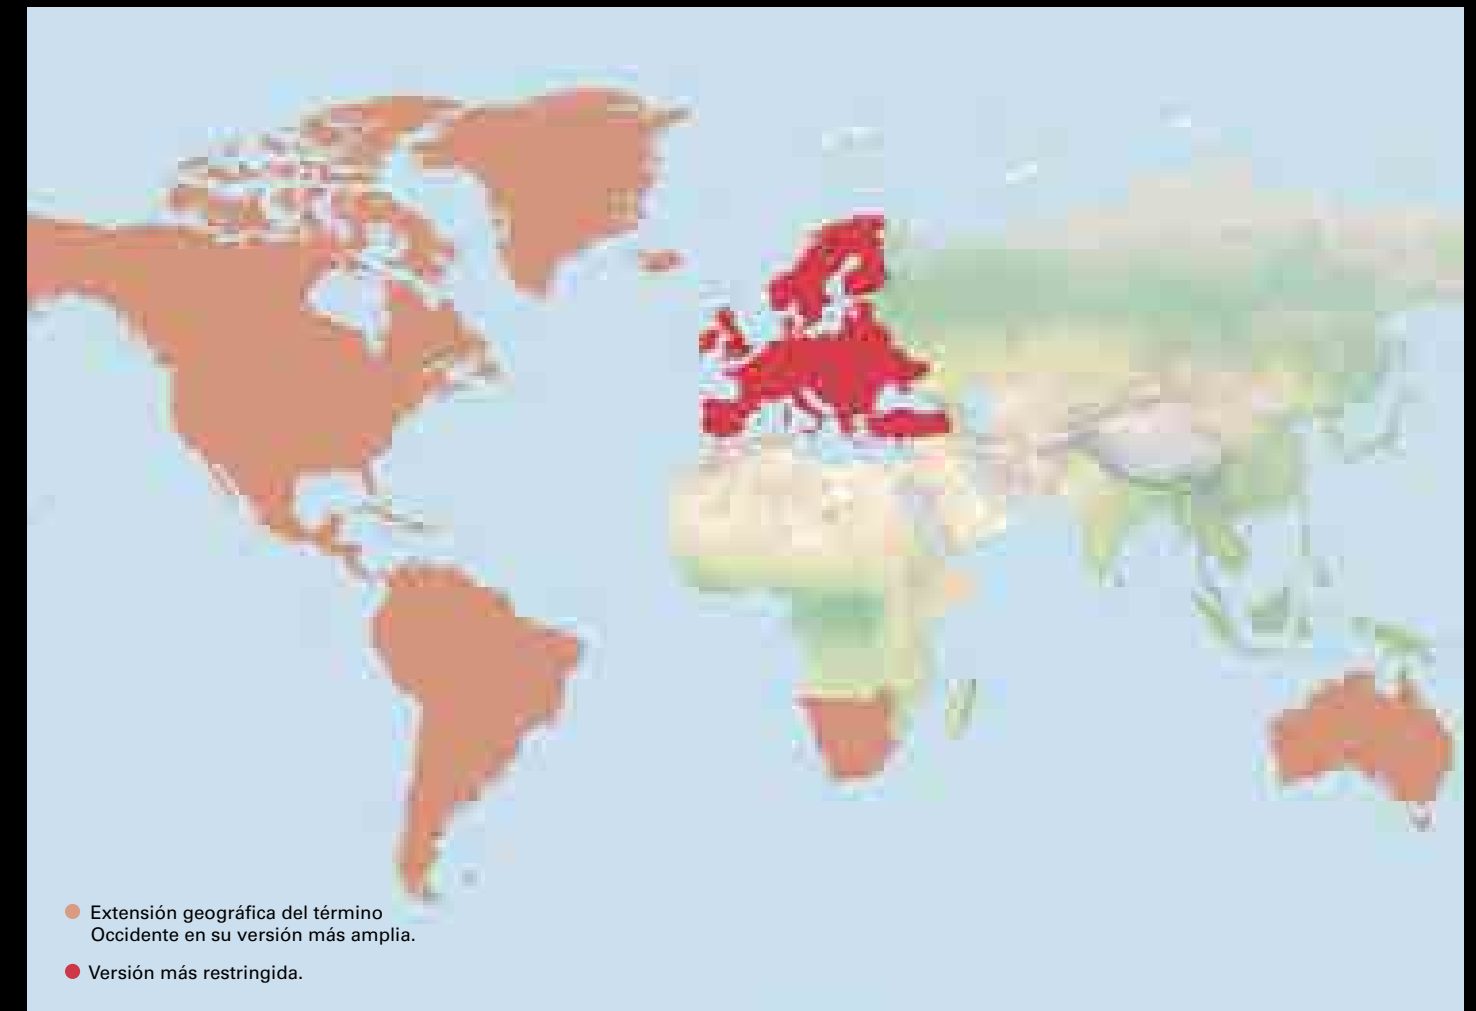 Extensión geográfica del término
Occidente en su versión más amplia.
Versión más restringida.